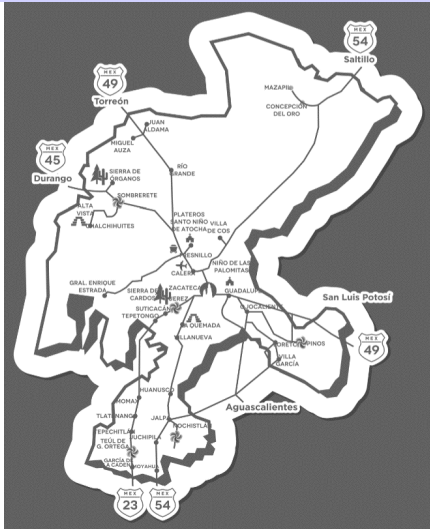 MEX
54
Saltillo
MEX
49
Torreón
MAZAPIL
CONCEPCIÓN
DEL ORO
JUAN
ALDAMA
MIGUEL
AUZA
MEX
45
Durango
RÍO
GRANDE
SIERRA DE
ÓRGANOS
SOMBRERETE
ALTA
VISTA
CHALCHIHUITES
PLATEROS
SANTO NIÑO
DE ATOCHA
VILLA
DE COS
FRESNILLO
NIÑO DE LAS
PALOMITAS
CALERA
GRAL. ENRIQUE
ESTRADA
SIERRA DE
CARDOS
ZACATECAS
JEREZ
GUADALUPE
SUTICACÁN
TEPETONGO
OJOCALIENTE
San Luis Potosí
LA QUEMADA
VILLANUEVA
LORETO
PINOS
VILLA
GARCÍA
MEX
49
HUANUSCO
MOMAX
Aguascalientes
TLALTENANGO
JALPA
NOCHISTLÁN
TEPECHITLÁN
TEÚL DE
G. ORTEGA
JUCHIPILA
GARCÍA DE
LA CADENA
MOYAHUA
MEX
23
MEX
54